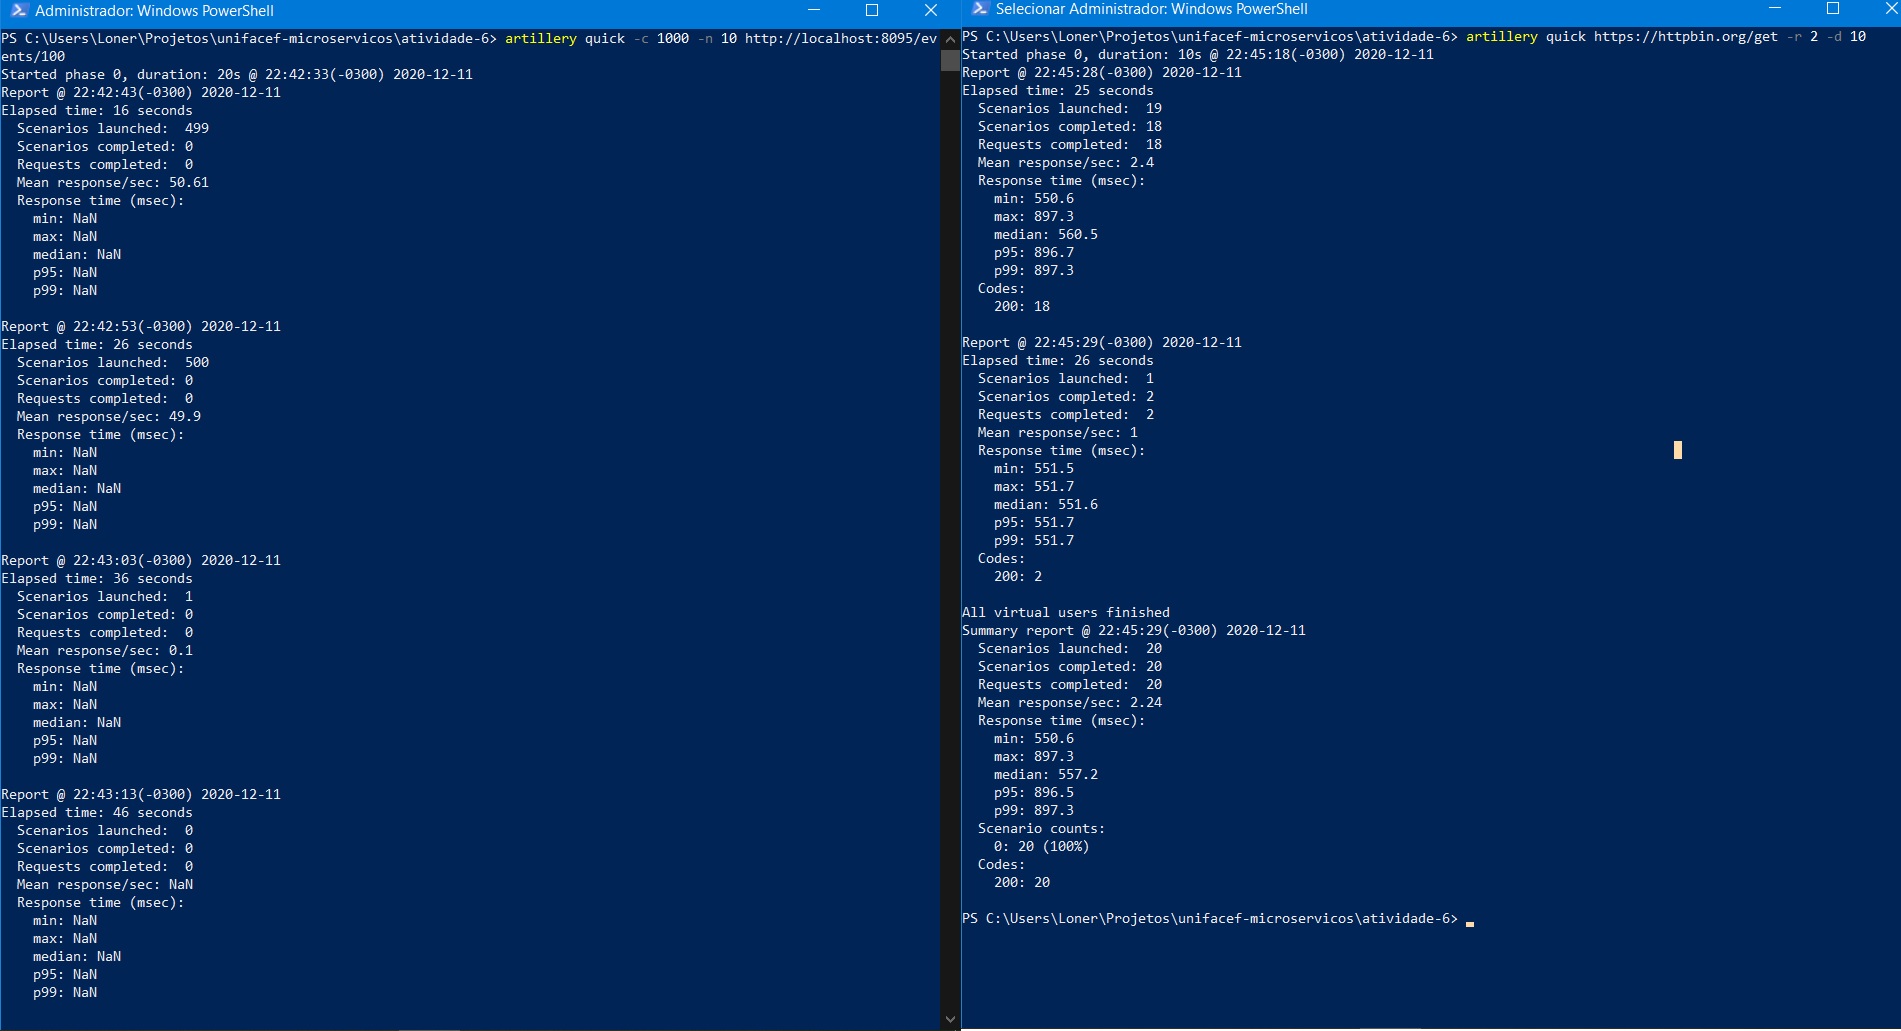 Administrador: Windows PowerShell
PS C:\Users\Loner\Projetos\unifacef-microservicos\atividade-6> artillery quick -c 1000 -n 10 http://localhost:8095/ev
ents/100
Started phase 0, duration: 20s @ 22:42:33(-0300) 2020-12-11
Report @ 22:42:43(-0300) 2020-12-11
Elapsed time: 16 seconds
  Scenarios launched:  499
  Scenarios completed: 0
  Requests completed:  0
  Mean response/sec: 50.61
  Response time (msec):
    min: NaN
    max: NaN
    median: NaN
    p95: NaN
    p99: NaN

Report @ 22:42:53(-0300) 2020-12-11
Elapsed time: 26 seconds
  Scenarios launched:  500
  Scenarios completed: 0
  Requests completed:  0
  Mean response/sec: 49.9
  Response time (msec):
    min: NaN
    max: NaN
    median: NaN
    p95: NaN
    p99: NaN

Report @ 22:43:03(-0300) 2020-12-11
Elapsed time: 36 seconds
  Scenarios launched:  1
  Scenarios completed: 0
  Requests completed:  0
  Mean response/sec: 0.1
  Response time (msec):
    min: NaN
    max: NaN
    median: NaN
    p95: NaN
    p99: NaN

Report @ 22:43:13(-0300) 2020-12-11
Elapsed time: 46 seconds
  Scenarios launched:  0
  Scenarios completed: 0
  Requests completed:  0
  Mean response/sec: NaN
  Response time (msec):
    min: NaN
    max: NaN
    median: NaN
    p95: NaN
    p99: NaN

Selecionar Administrador: Windows PowerShell
PS C:\Users\Loner\Projetos\unifacef-microservicos\atividade-6> artillery quick https://httpbin.org/get -r 2 -d 10
Started phase 0, duration: 10s @ 22:45:18(-0300) 2020-12-11
Report @ 22:45:28(-0300) 2020-12-11
Elapsed time: 25 seconds
  Scenarios launched:  19
  Scenarios completed: 18
  Requests completed:  18
  Mean response/sec: 2.4
  Response time (msec):
    min: 550.6
    max: 897.3
    median: 560.5
    p95: 896.7
    p99: 897.3
  Codes:
    200: 18

Report @ 22:45:29(-0300) 2020-12-11
Elapsed time: 26 seconds
  Scenarios launched:  1
  Scenarios completed: 2
  Requests completed:  2
  Mean response/sec: 1
  Response time (msec):
    min: 551.5
    max: 551.7
    median: 551.6
    p95: 551.7
    p99: 551.7
  Codes:
    200: 2

All virtual users finished
Summary report @ 22:45:29(-0300) 2020-12-11
  Scenarios launched:  20
  Scenarios completed: 20
  Requests completed:  20
  Mean response/sec: 2.24
  Response time (msec):
    min: 550.6
    max: 897.3
    median: 557.2
    p95: 896.5
    p99: 897.3
  Scenario counts:
    0: 20 (100%)
  Codes:
    200: 20

PS C:\Users\Loner\Projetos\unifacef-microservicos\atividade-6>